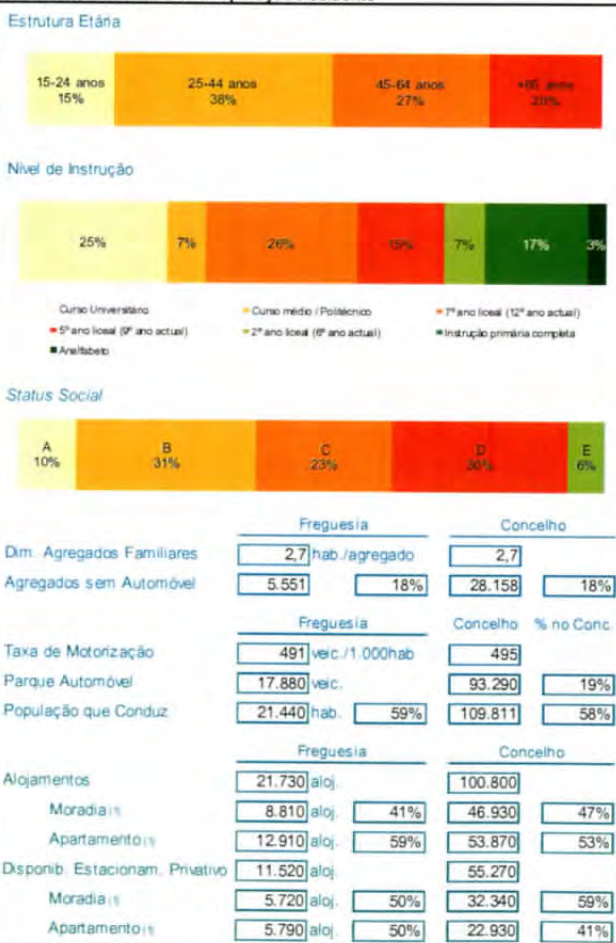 Estrutura Etária
15-24 anos 25-44 anos 45-64 anos +65 anos
15% 38% 27% 20%
Nível de Instrução
25% 7% 26% 15% 7% 17% 3%
Curso Universitário Curso médio / Politécnico 7º ano liceal (12º ano actual)
5º ano liceal (9º ano actual) 2º ano liceal (6º ano actual) Instrução primária completa
Analfabeto
Status Social
A B C D E
10% 31% 23% 30% 6%
Freguesia Concelho
Dim. Agregados Familiares 2,7 hab./agregado 2,7
Agregados sem Automóvel 5.551 18% 28.158 18%
Freguesia Concelho % no Conc.
Taxa de Motorização 491 veic./1.000hab 495
Parque Automóvel 17.880 veic. 93.290 19%
População que Conduz 21.440 hab. 59% 109.811 58%
Freguesia Concelho
Alojamentos 21.730 aloj. 100.800
Moradia 8.810 aloj. 41% 46.930 47%
Apartamento 12.910 aloj. 59% 53.870 53%
Disponib. Estacionam. Privativo 11.520 aloj. 55.270
Moradia 5.720 aloj. 50% 32.340 59%
Apartamento 5.790 aloj. 50% 22.930 41%